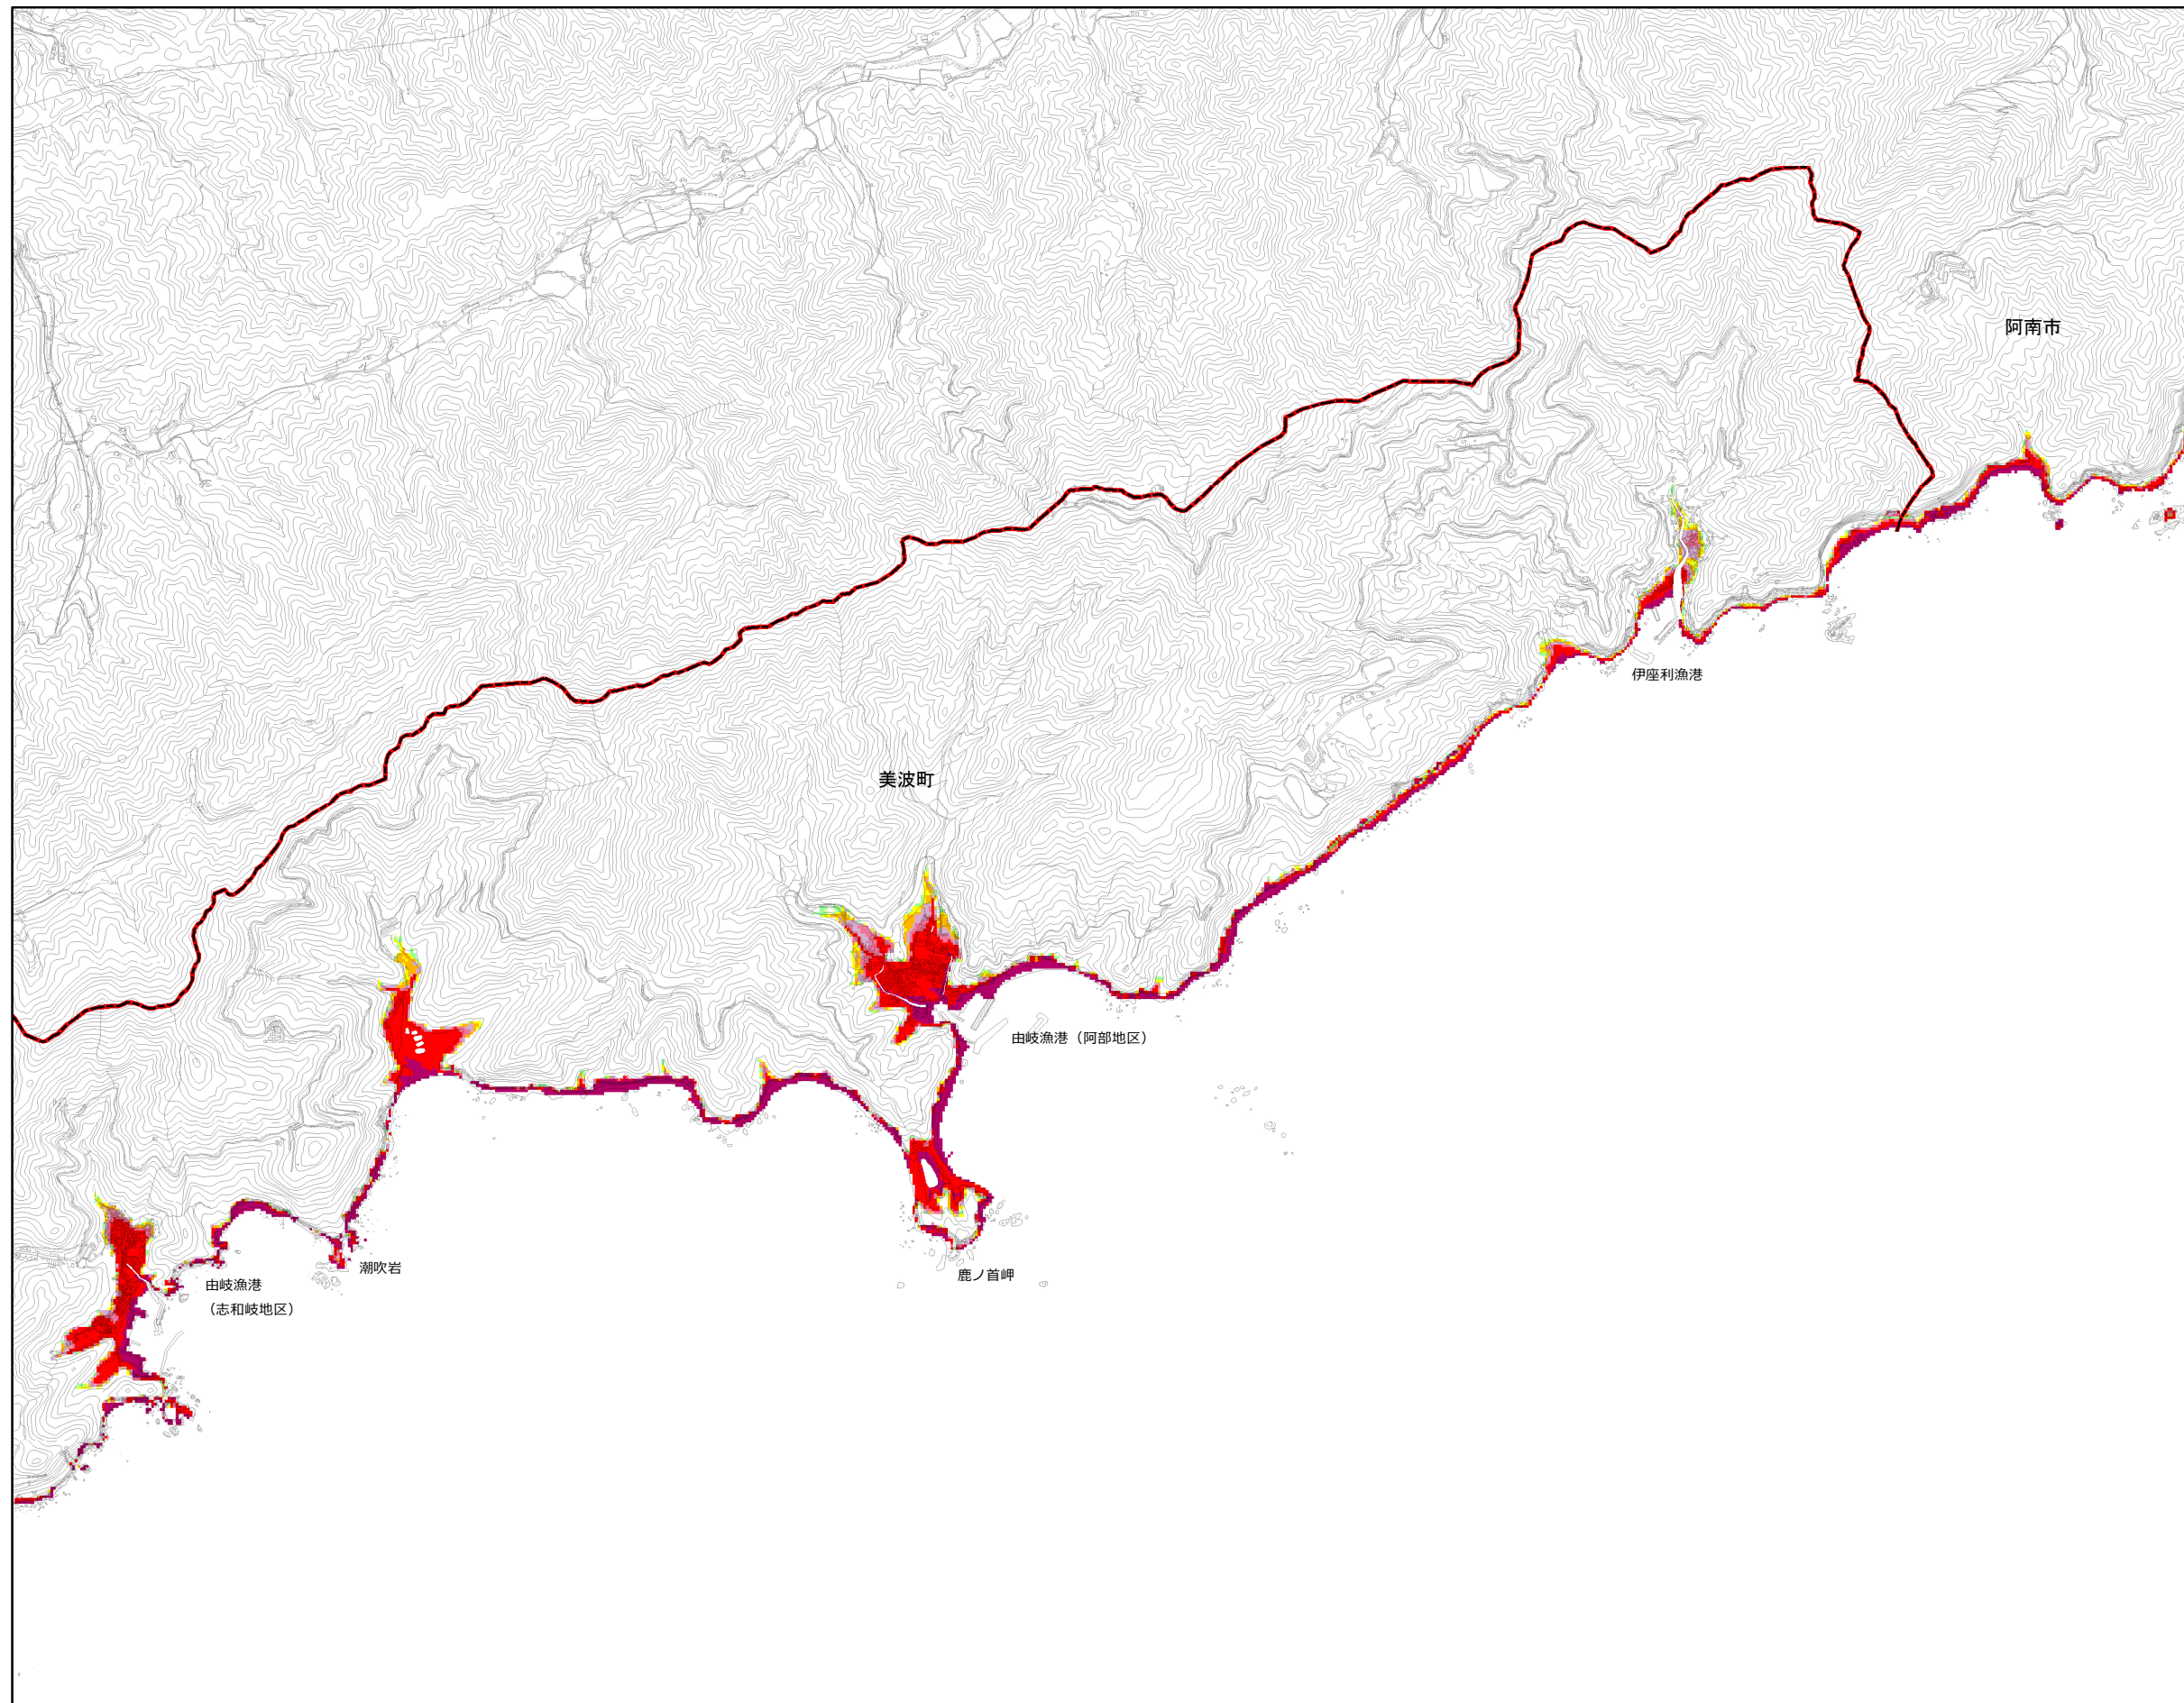 阿南市
伊座利漁港
美波町
由岐漁港（阿部地区）
潮吹岩
鹿ノ首岬
由岐漁港
（志和岐地区）